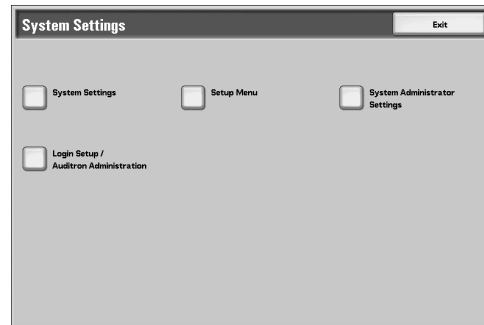 System Settings
Exit
System Settings
Setup Menu
System Administrator
Settings
Login Setup /
Auditron Administration